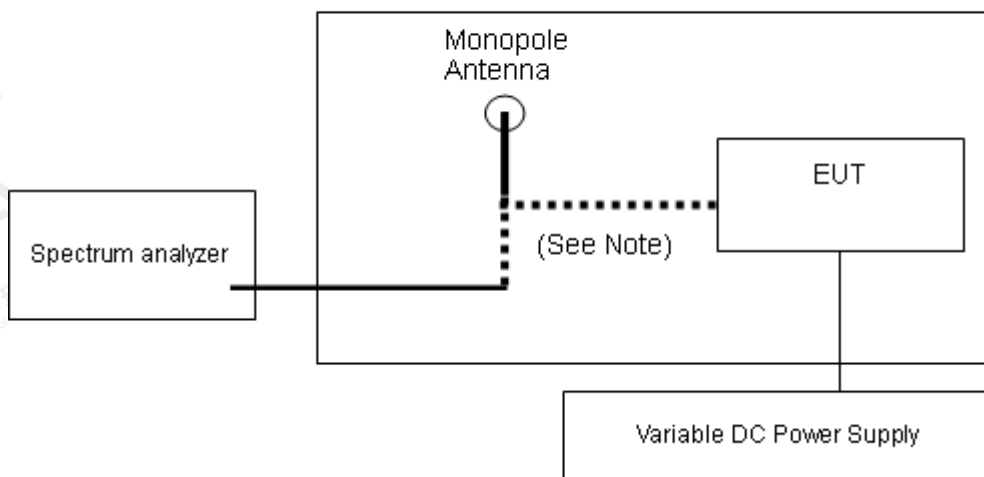 Monopole
Antenna
EUT
Spectrum analyzer
(See Note)
Variable DC Power Supply